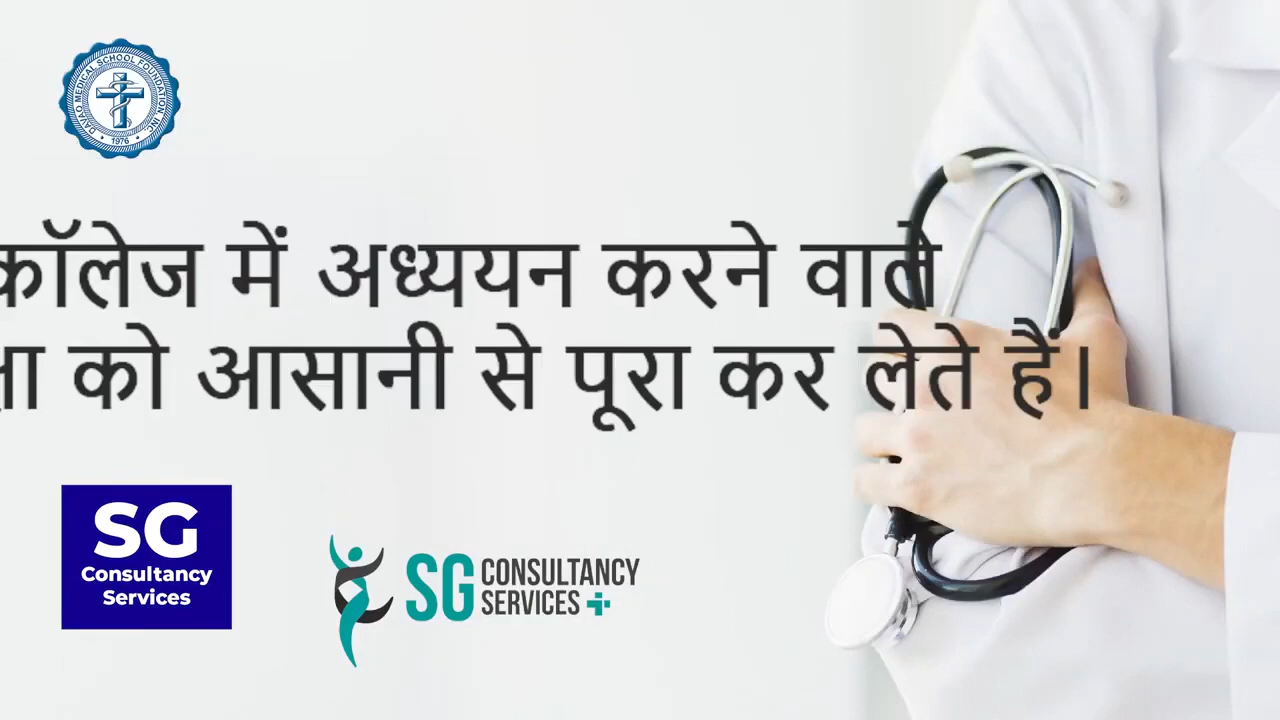 DAVAO MEDICAL SCHOOL FOUNDATION INC.
1976
कॉलेज में अध्ययन करने वाले
को आसानी से पूरा कर लेते हैं।
SG
Consultancy
Services
SG CONSULTANCY
SERVICES